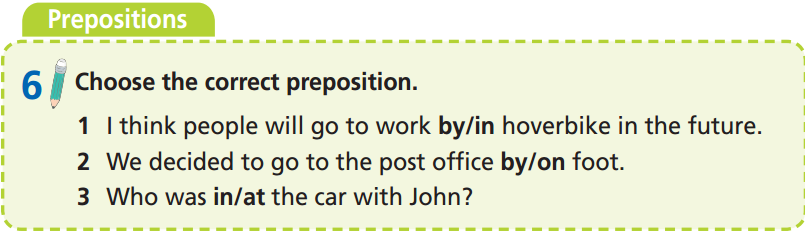 Prepositions
6 Choose the correct preposition.
1 I think people will go to work by/in hoverbike in the future.
2 We decided to go to the post office by/on foot.
3 Who was in/at the car with John?